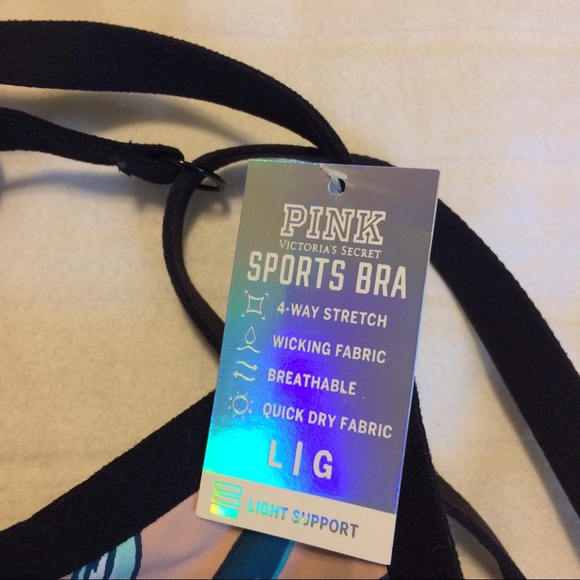 PINK
VICTORIA'S SECRET
SPORTS BRA
4-WAY STRETCH
WICKING FABRIC
BREATHABLE
QUICK DRY FABRIC
L | G
LIGHT SUPPORT